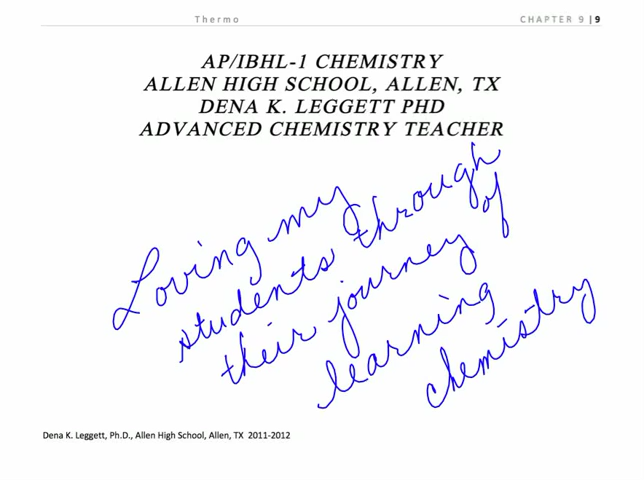 Thermo CHAPTER 9 | 9
AP/IBHL-1 CHEMISTRY
ALLEN HIGH SCHOOL, ALLEN, TX
DENA K. LEGGETT PHD
ADVANCED CHEMISTRY TEACHER
Loving my
students through
their journey of
learning
chemistry
Dena K. Leggett, Ph.D., Allen High School, Allen, TX 2011-2012